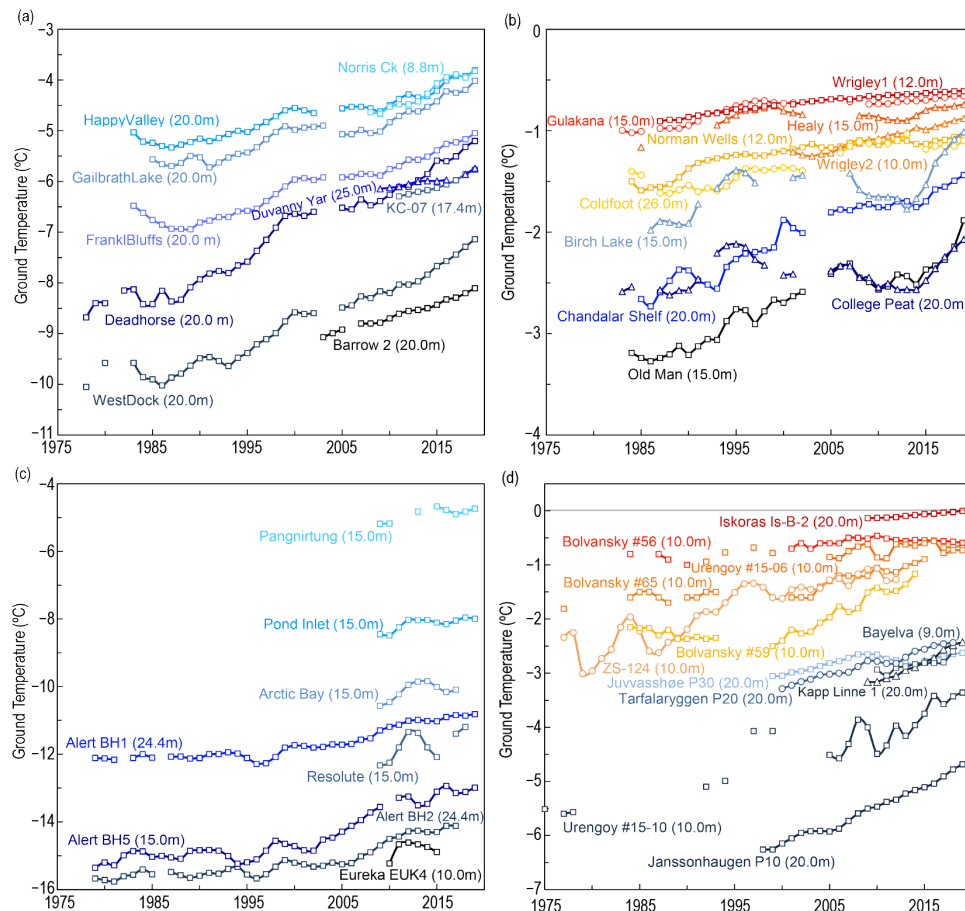 (a)
−3
−4
−5
−6
−7
−8
−9
−10
−11
Ground Temperature (ºC)
Norris Ck (8.8m)
HappyValley (20.0m)
GailbrathLake (20.0m)
Duvanny Yar (25.0m)
KC-07 (17.4m)
FranklBluffs (20.0 m)
Deadhorse (20.0 m)
Barrow 2 (20.0m)
WestDock (20.0m)
1975 1985 1995 2005 2015
(b)
0
−1
−2
−3
−4
Ground Temperature (ºC)
Wrigley1 (12.0m)
Gulakana (15.0m)
Healy (15.0m)
Norman Wells (12.0m)
Wrigley2 (10.0m)
Coldfoot (26.0m)
Birch Lake (15.0m)
Chandalar Shelf (20.0m)
College Peat (20.0m)
Old Man (15.0m)
1975 1985 1995 2005 2015
(c)
−4
−6
−8
−10
−12
−14
−16
Ground Temperature (ºC)
Pangnirtung (15.0m)
Pond Inlet (15.0m)
Arctic Bay (15.0m)
Alert BH1 (24.4m)
Resolute (15.0m)
Alert BH2 (24.4m)
Alert BH5 (15.0m)
Eureka EUK4 (10.0m)
1975 1985 1995 2005 2015
(d)
0
−1
−2
−3
−4
−5
−6
−7
Ground Temperature (ºC)
Iskoras Is-B-2 (20.0m)
Bolvansky #56 (10.0m)
Urengoy #15-06 (10.0m)
Bolvansky #65 (10.0m)
Bolvansky #59 (10.0m)
ZS-124 (10.0m)
Bayelva (9.0m)
Juvvasshøe P30 (20.0m)
Kapp Linne 1 (20.0m)
Tarfalaryggen P20 (20.0m)
Urengoy #15-10 (10.0m)
Janssonhaugen P10 (20.0m)
1975 1985 1995 2005 2015